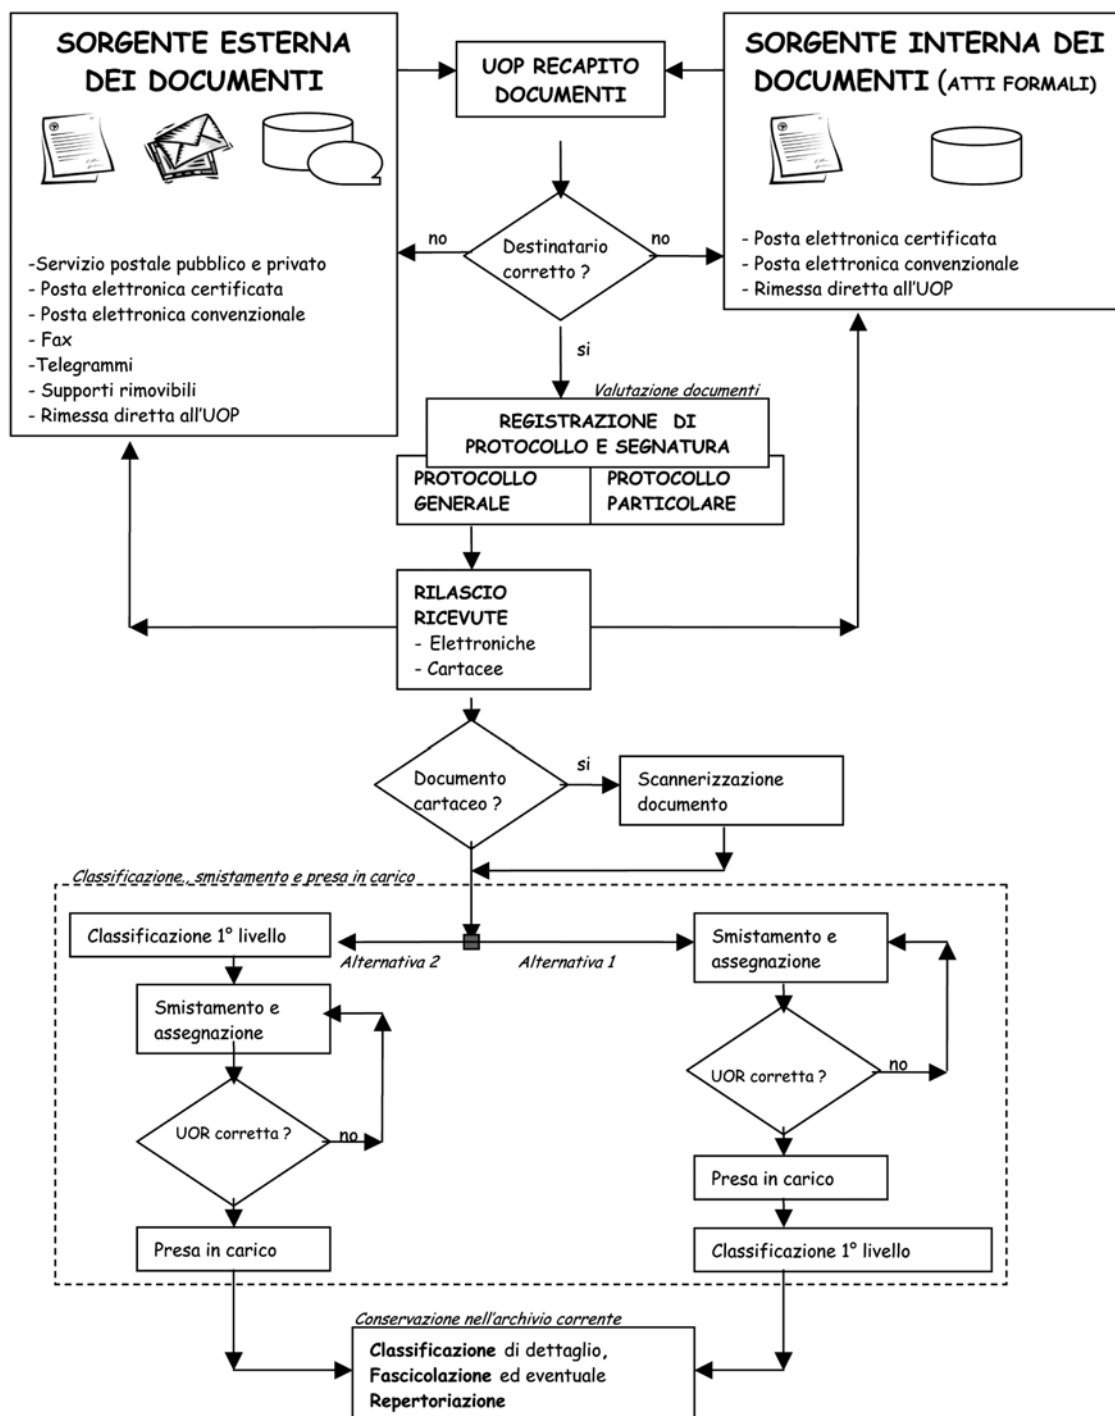 SORGENTE ESTERNA
DEI DOCUMENTI
-Servizio postale pubblico e privato
- Posta elettronica certificata
- Posta elettronica convenzionale
- Fax
-Telegrammi
- Supporti rimovibili
- Rimessa diretta all'UOP
UOP RECAPITO
DOCUMENTI
SORGENTE INTERNA DEI
DOCUMENTI (ATTI FORMALI)
- Posta elettronica certificata
- Posta elettronica convenzionale
- Rimessa diretta all'UOP
no
Destinatario
corretto ?
no
si
Valutazione documenti
REGISTRAZIONE DI
PROTOCOLLO E SEGNATURA
PROTOCOLLO
GENERALE
PROTOCOLLO
PARTICOLARE
RILASCIO
RICEVUTE
- Elettroniche
- Cartacee
Documento
cartaceo ?
si
Scannerizzazione
documento
Classificazione., smistamento e presa in carico
Classificazione 1° livello
Alternativa 2
Alternativa 1
Smistamento e
assegnazione
Smistamento e
assegnazione
UOR corretta ?
no
UOR corretta ?
no
Presa in carico
Presa in carico
Classificazione 1° livello
Conservazione nell'archivio corrente
Classificazione di dettaglio,
Fascicolazione ed eventuale
Repertoriazione